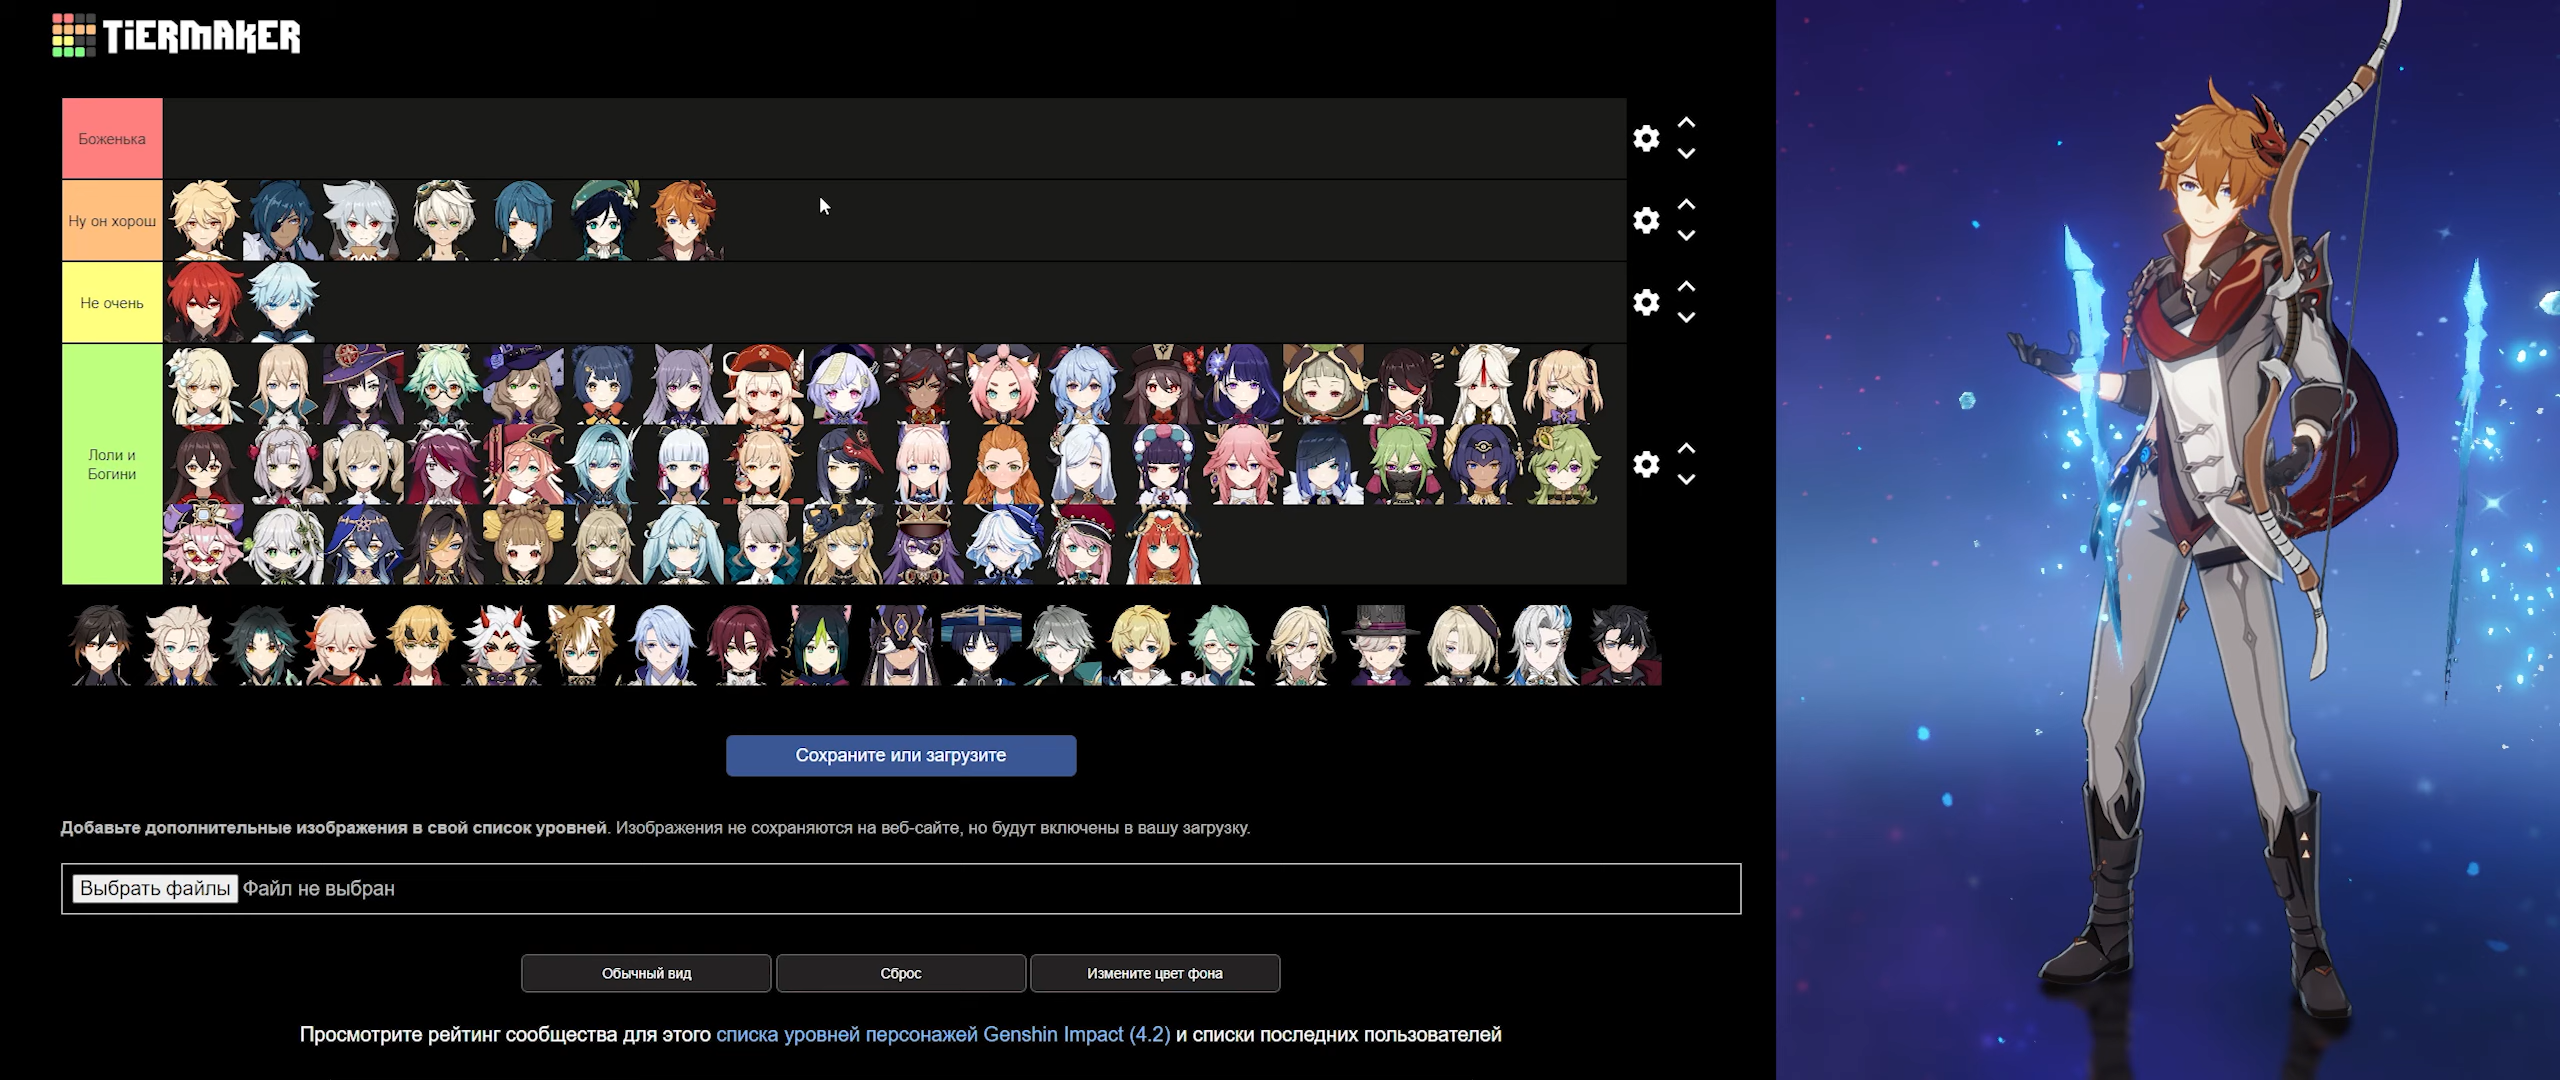 TiERMAKER
Боженька
Ну он хорош
Не очень
Лоли и
Богини
Сохраните или загрузите
Добавьте дополнительные изображения в свой список уровней. Изображения не сохраняются на веб-сайте, но будут включены в вашу загрузку.
Выбрать файлы Файл не выбран
Обычный вид
Сброс
Измените цвет фона
Просмотрите рейтинг сообщества для этого списка уровней персонажей Genshin Impact (4.2) и списки последних пользователей